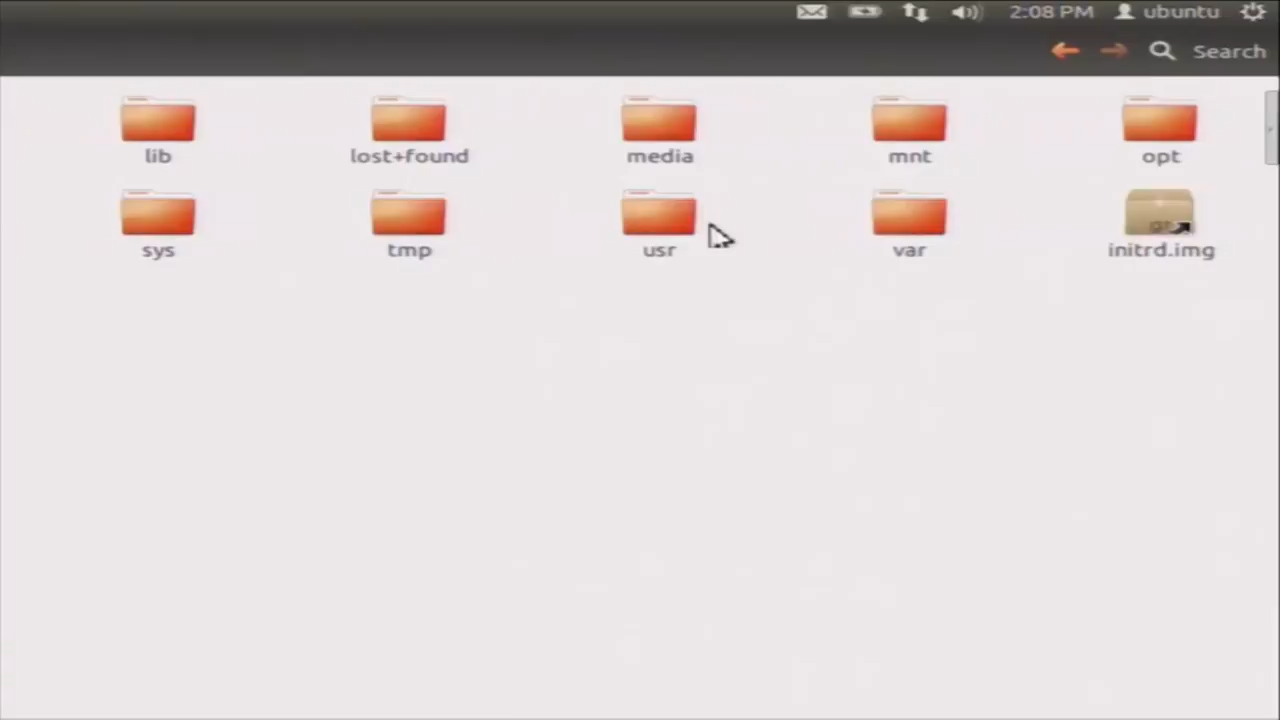 2:08 PM ubuntu
Search
lib lost+found media mnt opt
sys tmp usr var initrd.img